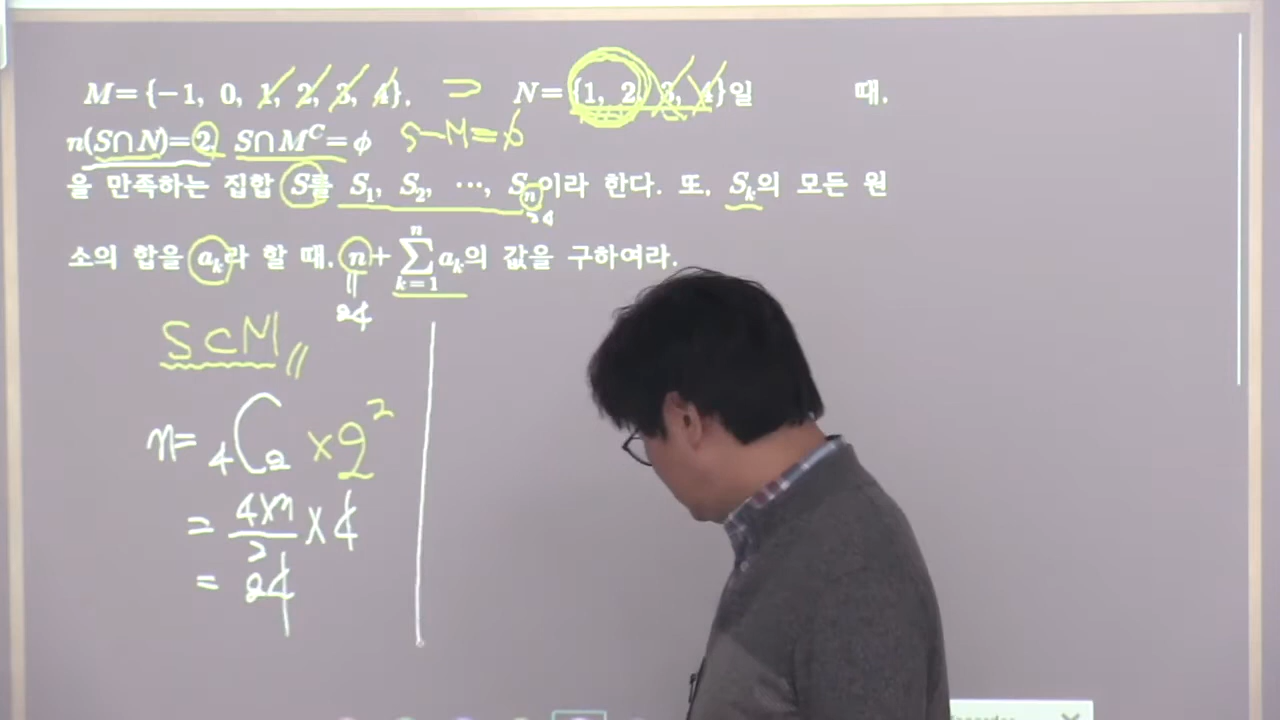 M={-1, 0, 1, 2, 3, 4}, ⊃ N={1, 2, 3, 4}일 때,
n(S∩N)=2, S∩M^C=ϕ S-M=ϕ
을 만족하는 집합 S를 S₁, S₂, ⋯, Sₙ이라 한다. 또, Sₖ의 모든 원
24
소의 합을 aₖ라 할 때, n+∑_{k=1}^{n} aₖ의 값을 구하여라.
24
S⊂M
n= ₄C₂ ×2²
= 4×3/2 ×4
= 24